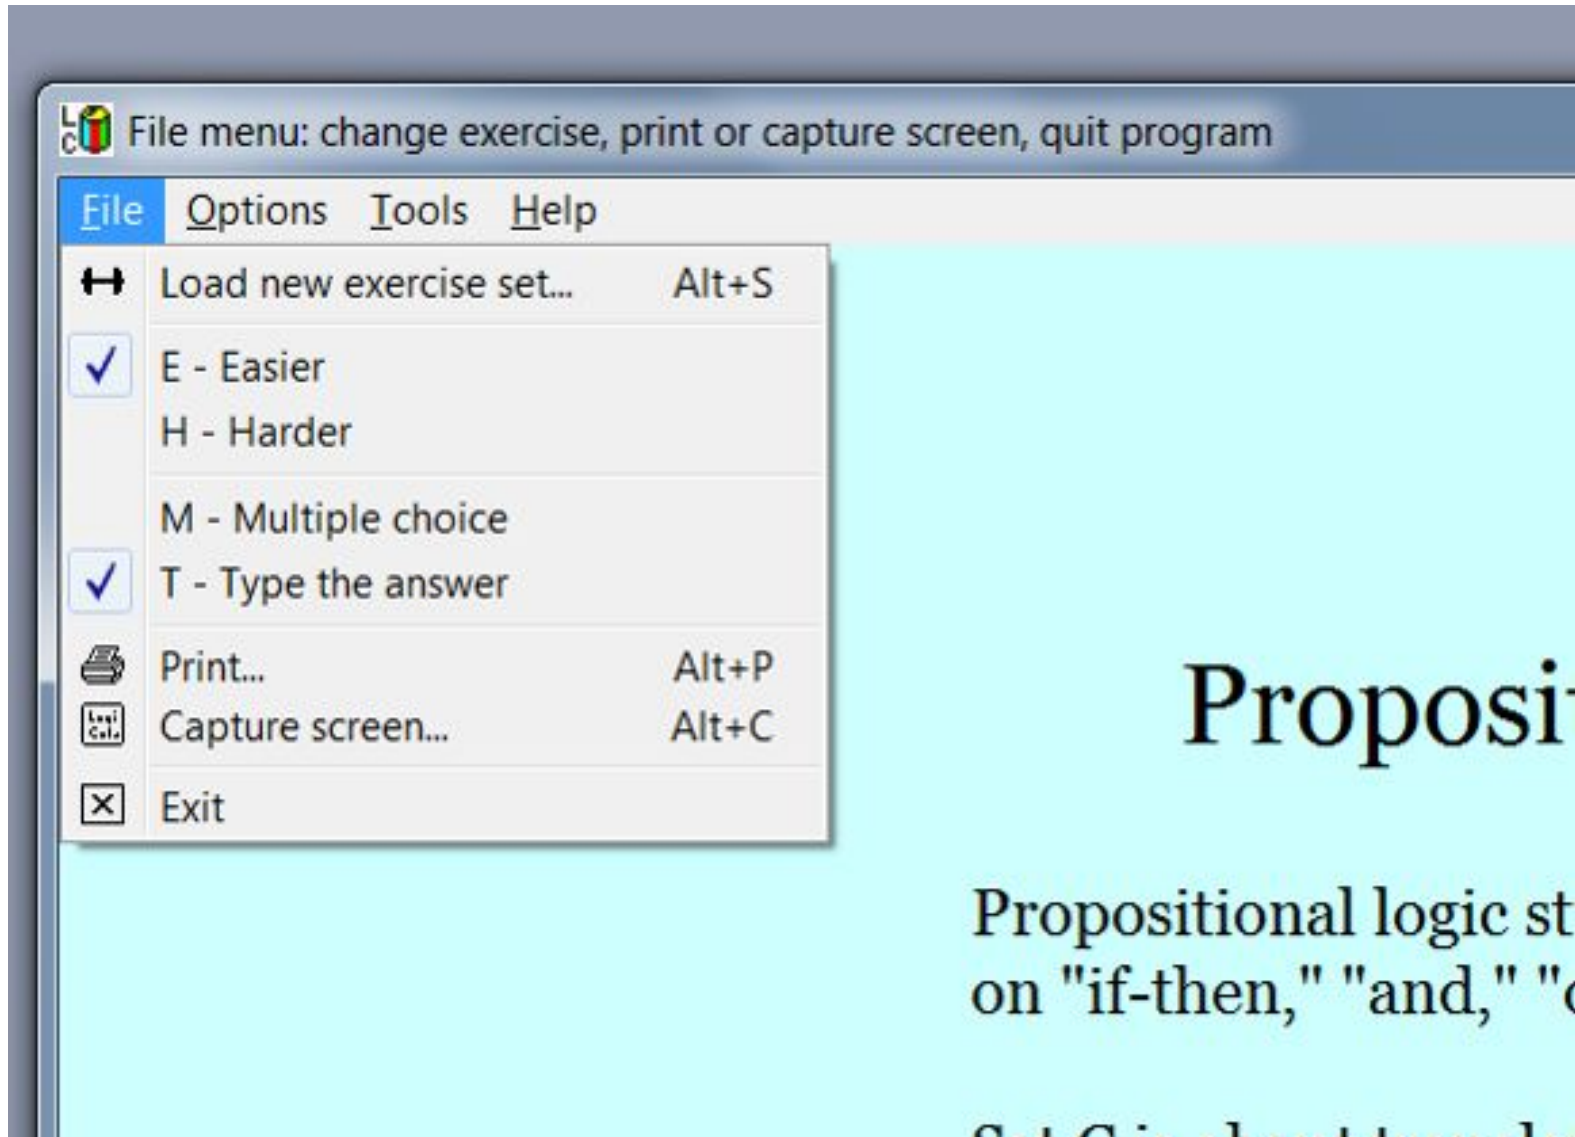 File menu: change exercise, print or capture screen, quit program
File Options Tools Help
Load new exercise set... Alt+S
E - Easier
H - Harder
M - Multiple choice
T - Type the answer
Print... Alt+P
Capture screen... Alt+C
Exit
Proposit
Propositional logic st
on "if-then," "and," "o